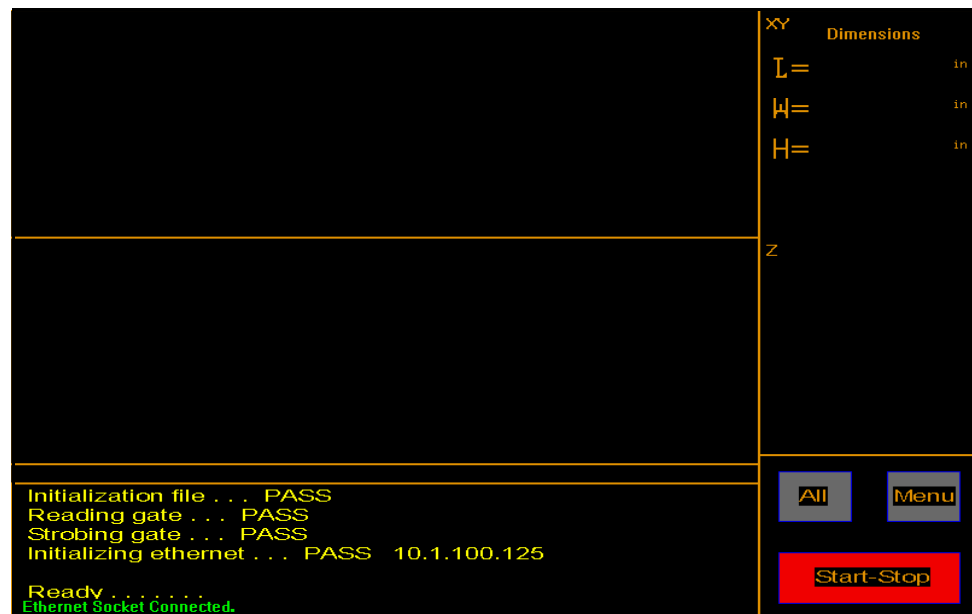 XY
Dimensions
L= in
W= in
H= in
Z
Initialization file . . . PASS
Reading gate . . . PASS
Strobing gate . . . PASS
Initializing ethernet . . . PASS 10.1.100.125
Ready . . . . . . .
Ethernet Socket Connected.
All Menu
Start-Stop